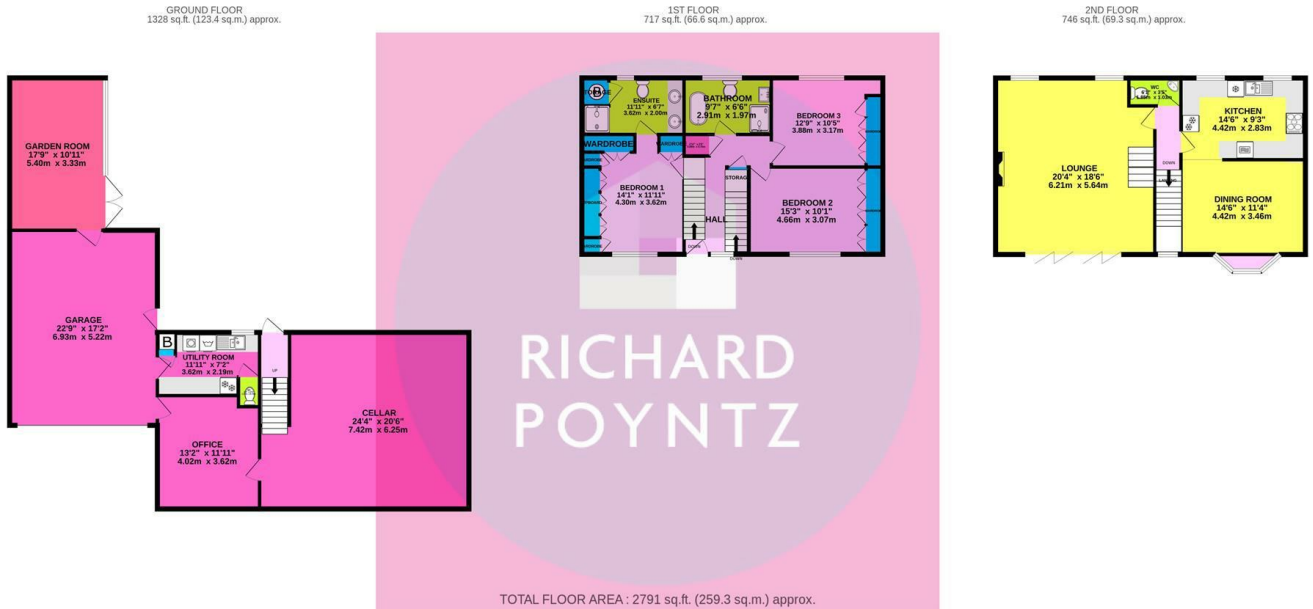 GROUND FLOOR
1328 sq.ft. (123.4 sq.m.) approx.
GARDEN ROOM
17'9" x 10'11"
5.40m x 3.33m
GARAGE
22'9" x 17'2"
6.93m x 5.22m
B
UTILITY ROOM
11'11" x 7'2"
3.62m x 2.19m
UP
OFFICE
13'2" x 11'11"
4.02m x 3.62m
CELLAR
24'4" x 20'6"
7.42m x 6.25m
1ST FLOOR
717 sq.ft. (66.6 sq.m.) approx.
B
ENSUITE
11'11" x 6'7"
3.62m x 2.00m
BATHROOM
9'7" x 6'6"
2.91m x 1.97m
BEDROOM 3
12'9" x 10'5"
3.88m x 3.17m
WARDROBE
BEDROOM 1
14'1" x 11'11"
4.30m x 3.62m
STORAGE
HALL
DOWN
DOWN
BEDROOM 2
15'3" x 10'1"
4.66m x 3.07m
2ND FLOOR
746 sq.ft. (69.3 sq.m.) approx.
LOUNGE
20'4" x 18'6"
6.21m x 5.64m
WC
DOWN
LANDING
KITCHEN
14'6" x 9'3"
4.42m x 2.83m
DINING ROOM
14'6" x 11'4"
4.42m x 3.46m
RICHARD
POYNTZ
TOTAL FLOOR AREA : 2791 sq.ft. (259.3 sq.m.) approx.